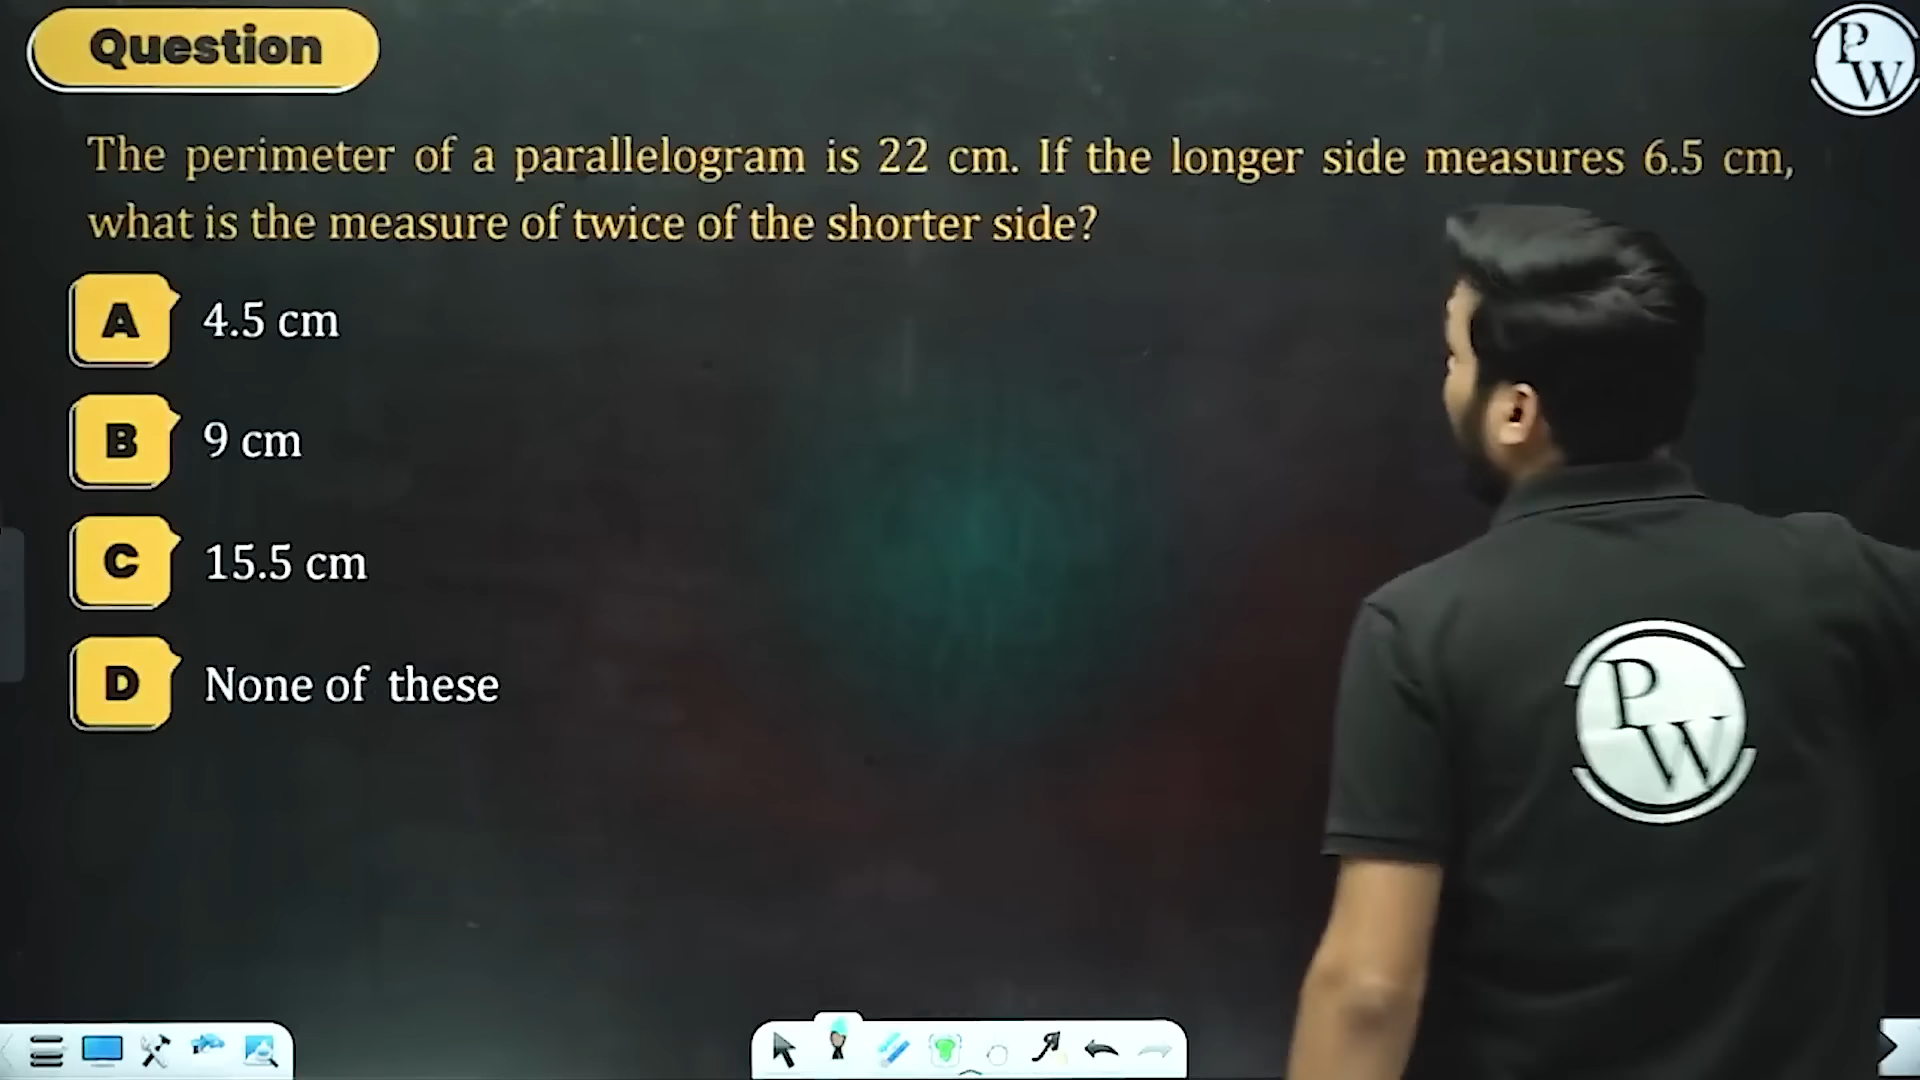 Question
PW
The perimeter of a parallelogram is 22 cm. If the longer side measures 6.5 cm,
what is the measure of twice of the shorter side?
A 4.5 cm
B 9 cm
C 15.5 cm
D None of these
PW